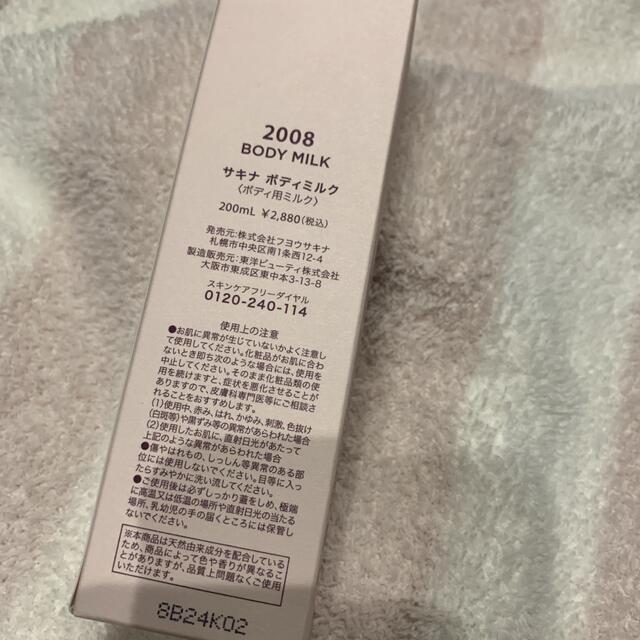 2008
BODY MILK
サキナ ボディミルク
〈ボディ用ミルク〉
200mL ￥2,880(税込)
発売元:株式会社フヨウサキナ
札幌市中央区南1条西12-4
製造販売元:東洋ビューティ株式会社
大阪市東成区東中本3-13-8
スキンケアフリーダイヤル
0120-240-114
使用上の注意
●お肌に異常が生じていないかよく注意し
て使用してください。化粧品がお肌に合わ
ないとき即ち次のような場合には、使用を
中止してください。そのまま化粧品類の使
用を続けますと、症状を悪化させることが
ありますので、皮膚科専門医等にご相談さ
れることをおすすめします。
(1)使用中、赤み、はれ、かゆみ、刺激、色抜け
(白斑等)や黒ずみ等の異常があらわれた場合
(2)使用したお肌に、直射日光があたって
上記のような異常があらわれた場合
●傷やはれもの、しっしん等異常のある部
位には使用しないでください。目等に入っ
たらすみやかに洗い流してください。
●ご使用後は必ずしっかり蓋をしめ、極端
に高温又は低温の場所や直射日光の当たる
場所、乳幼児の手の届くところには保管し
ないでください。
※本商品は天然由来成分を配合している
ため、商品によって色や香りが異なるこ
とがありますが、品質上問題なくご使用
いただけます。
8B24K02